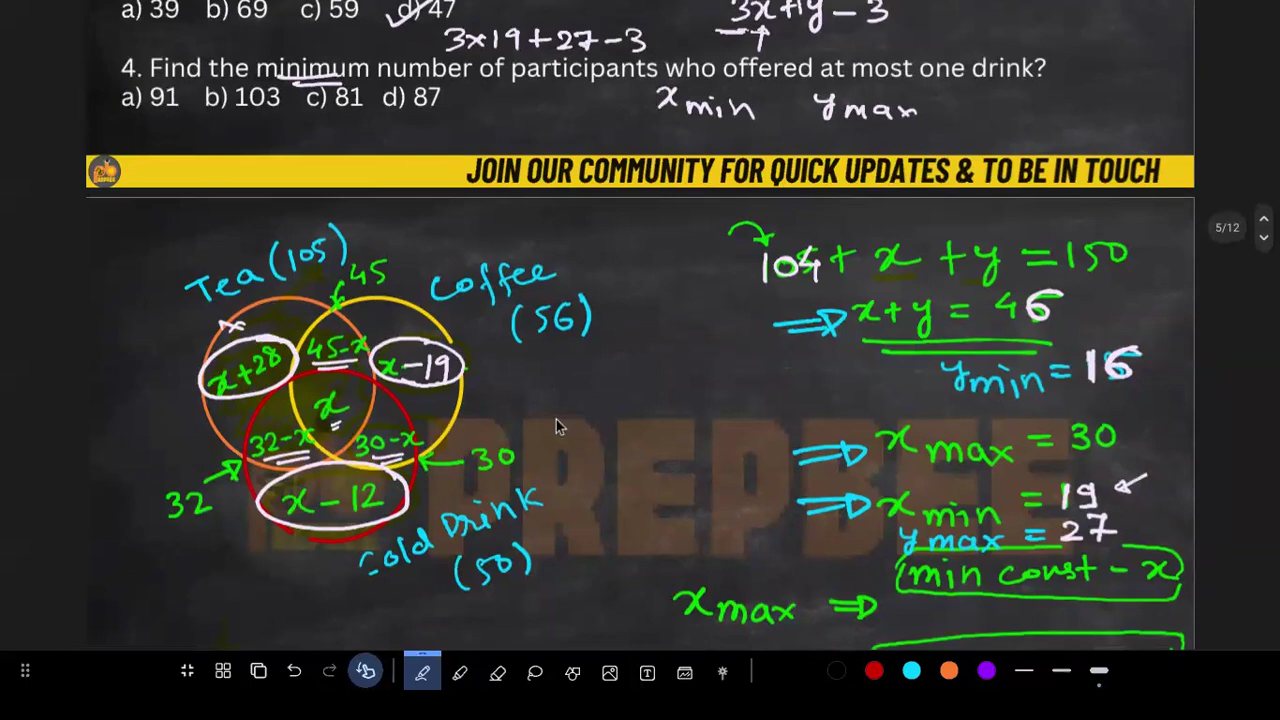 a) 39 b) 69 c) 59 d) 47
3x + y - 3
3x19+27-3
4. Find the minimum number of participants who offered at most one drink?
a) 91 b) 103 c) 81 d) 87
x min y max
JOIN OUR COMMUNITY FOR QUICK UPDATES & TO BE IN TOUCH
5/12
Tea (105)
45
Coffee
(56)
104 + x + y = 150
x+y = 46
y min = 16
x+28
45-x
x-19
x
32-x
30-x
32
30
x-12
Cold Drink
(50)
x max = 30
x min = 19
y max = 27
(min const - x)
x max ⇒
PREPBEE